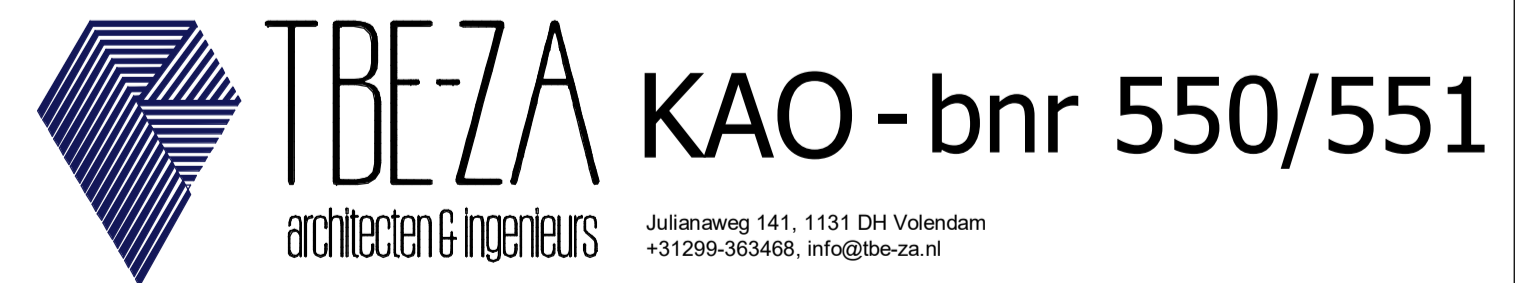 TBE-ZA
architecten & ingenieurs
KAO - bnr 550/551
Julianaweg 141, 1131 DH Volendam
+31299-363468, info@tbe-za.nl